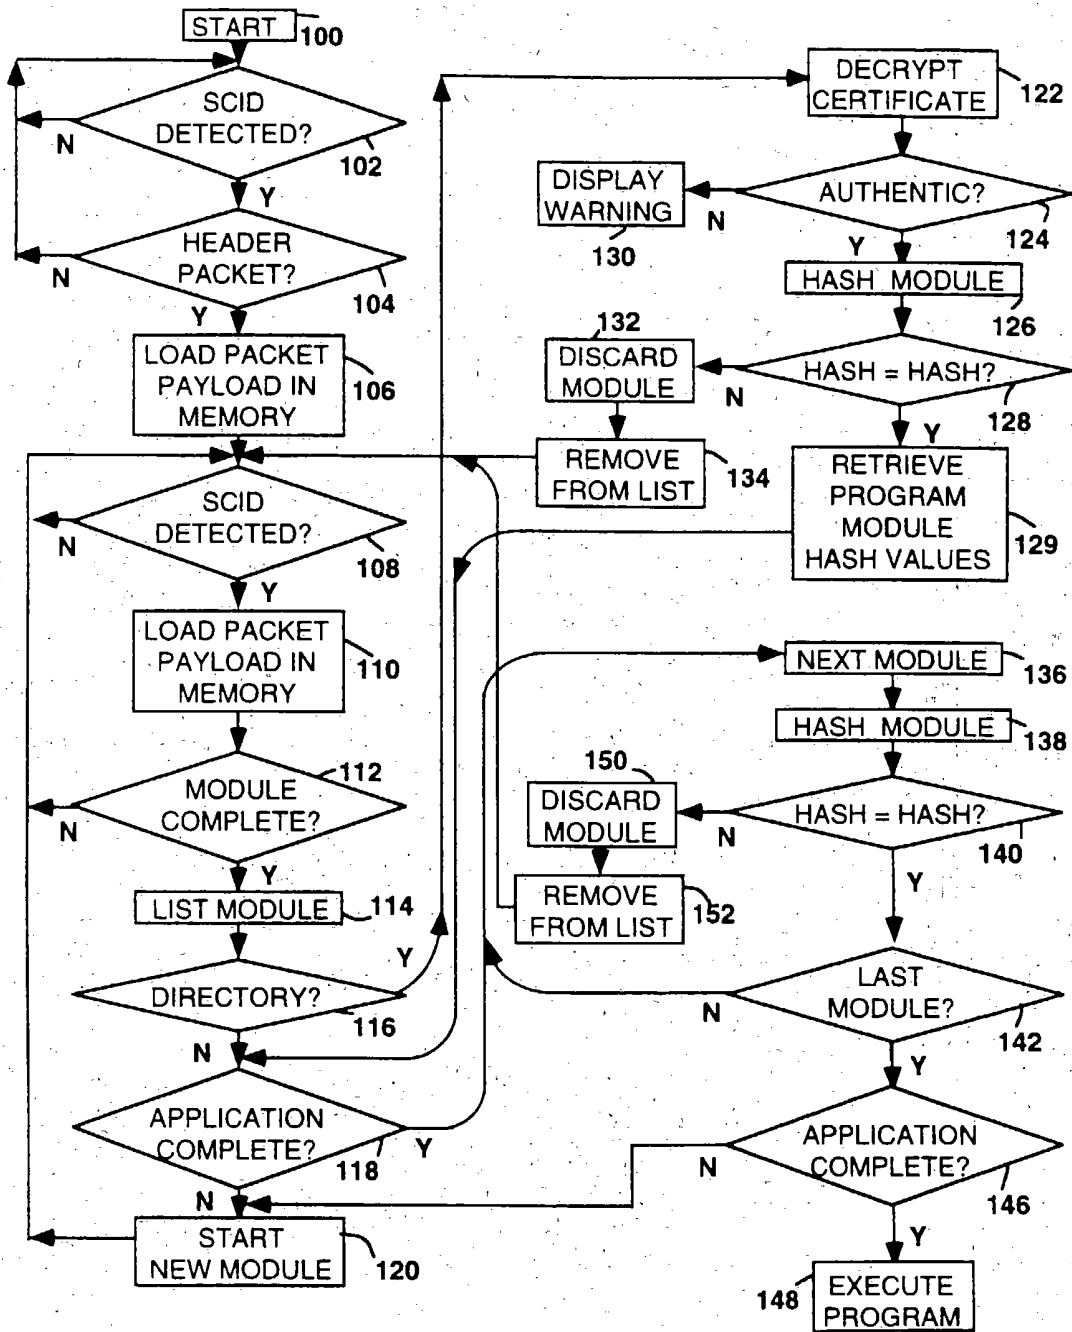 START
100
SCID
DETECTED?
102
N
Y
HEADER
PACKET?
104
N
Y
LOAD PACKET
PAYLOAD IN
MEMORY
106
SCID
DETECTED?
108
N
Y
LOAD PACKET
PAYLOAD IN
MEMORY
110
MODULE
COMPLETE?
112
N
Y
LIST MODULE
114
DIRECTORY?
116
Y
N
APPLICATION
COMPLETE?
118
Y
N
START
NEW MODULE
120
DECRYPT
CERTIFICATE
122
AUTHENTIC?
124
N
Y
DISPLAY
WARNING
130
HASH MODULE
126
HASH = HASH?
128
N
Y
132
DISCARD
MODULE
REMOVE
FROM LIST
134
RETRIEVE
PROGRAM
MODULE
HASH VALUES
129
NEXT MODULE
136
HASH MODULE
138
HASH = HASH?
140
N
Y
150
DISCARD
MODULE
REMOVE
FROM LIST
152
LAST
MODULE?
142
N
Y
APPLICATION
COMPLETE?
146
N
Y
EXECUTE
PROGRAM
148